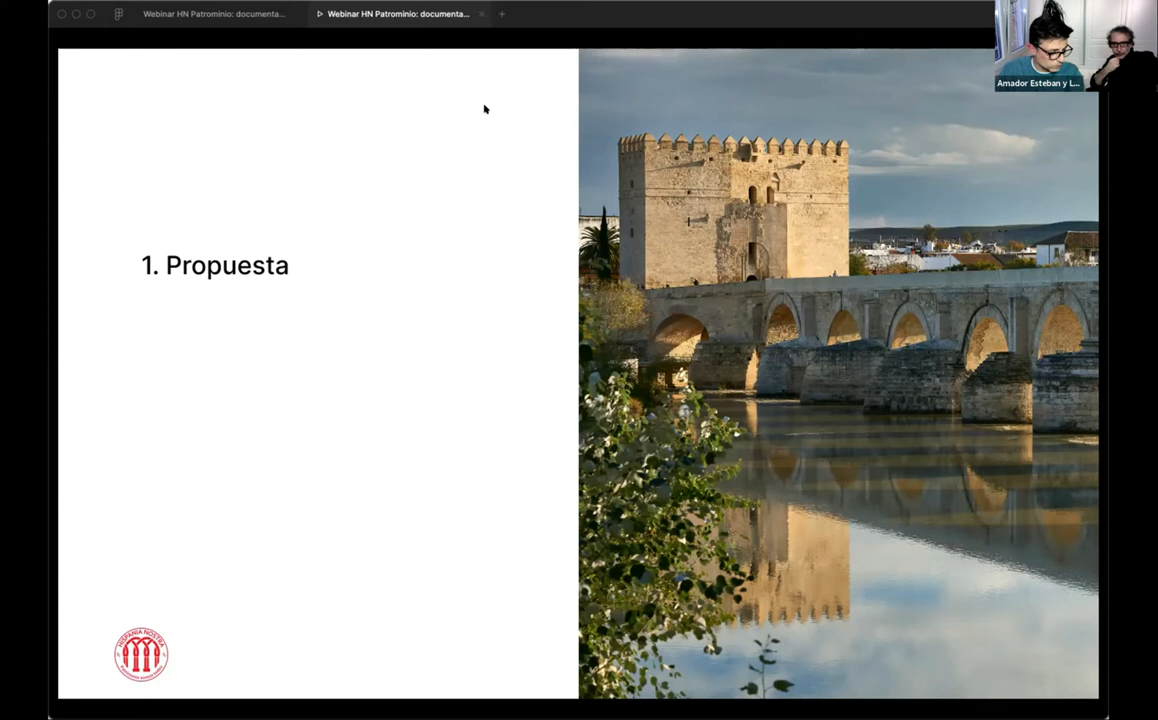 Webinar HN Patrominio: documenta...
Webinar HN Patrominio: documenta...
Amador Esteban y L...
1. Propuesta
HISPANIA NOSTRA